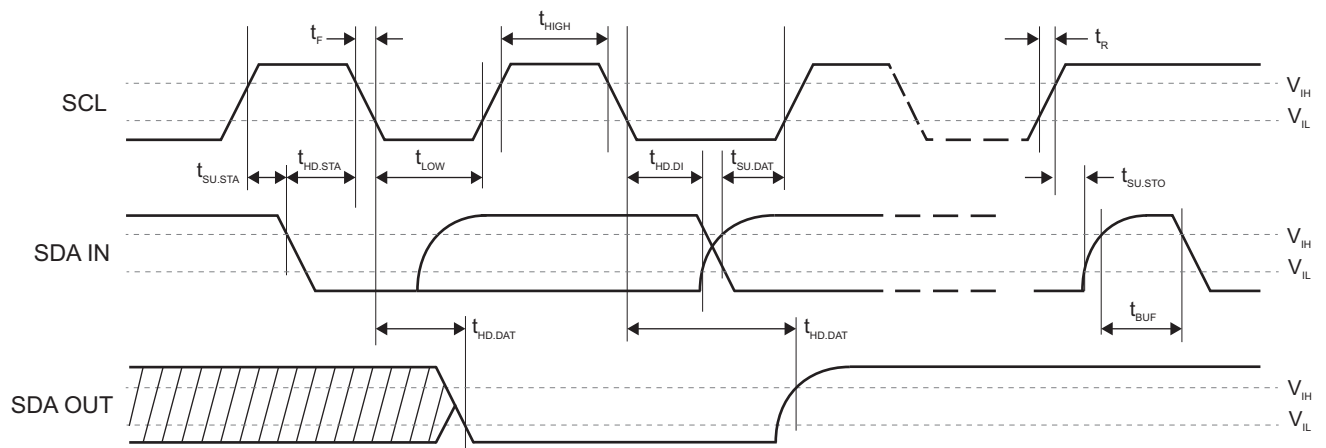 t_F
t_HIGH
t_R
SCL
V_IH
V_IL
t_SU.STA
t_HD.STA
t_LOW
t_HD.DI
t_SU.DAT
t_SU.STO
SDA IN
V_IH
V_IL
t_HD.DAT
t_HD.DAT
t_BUF
SDA OUT
V_IH
V_IL